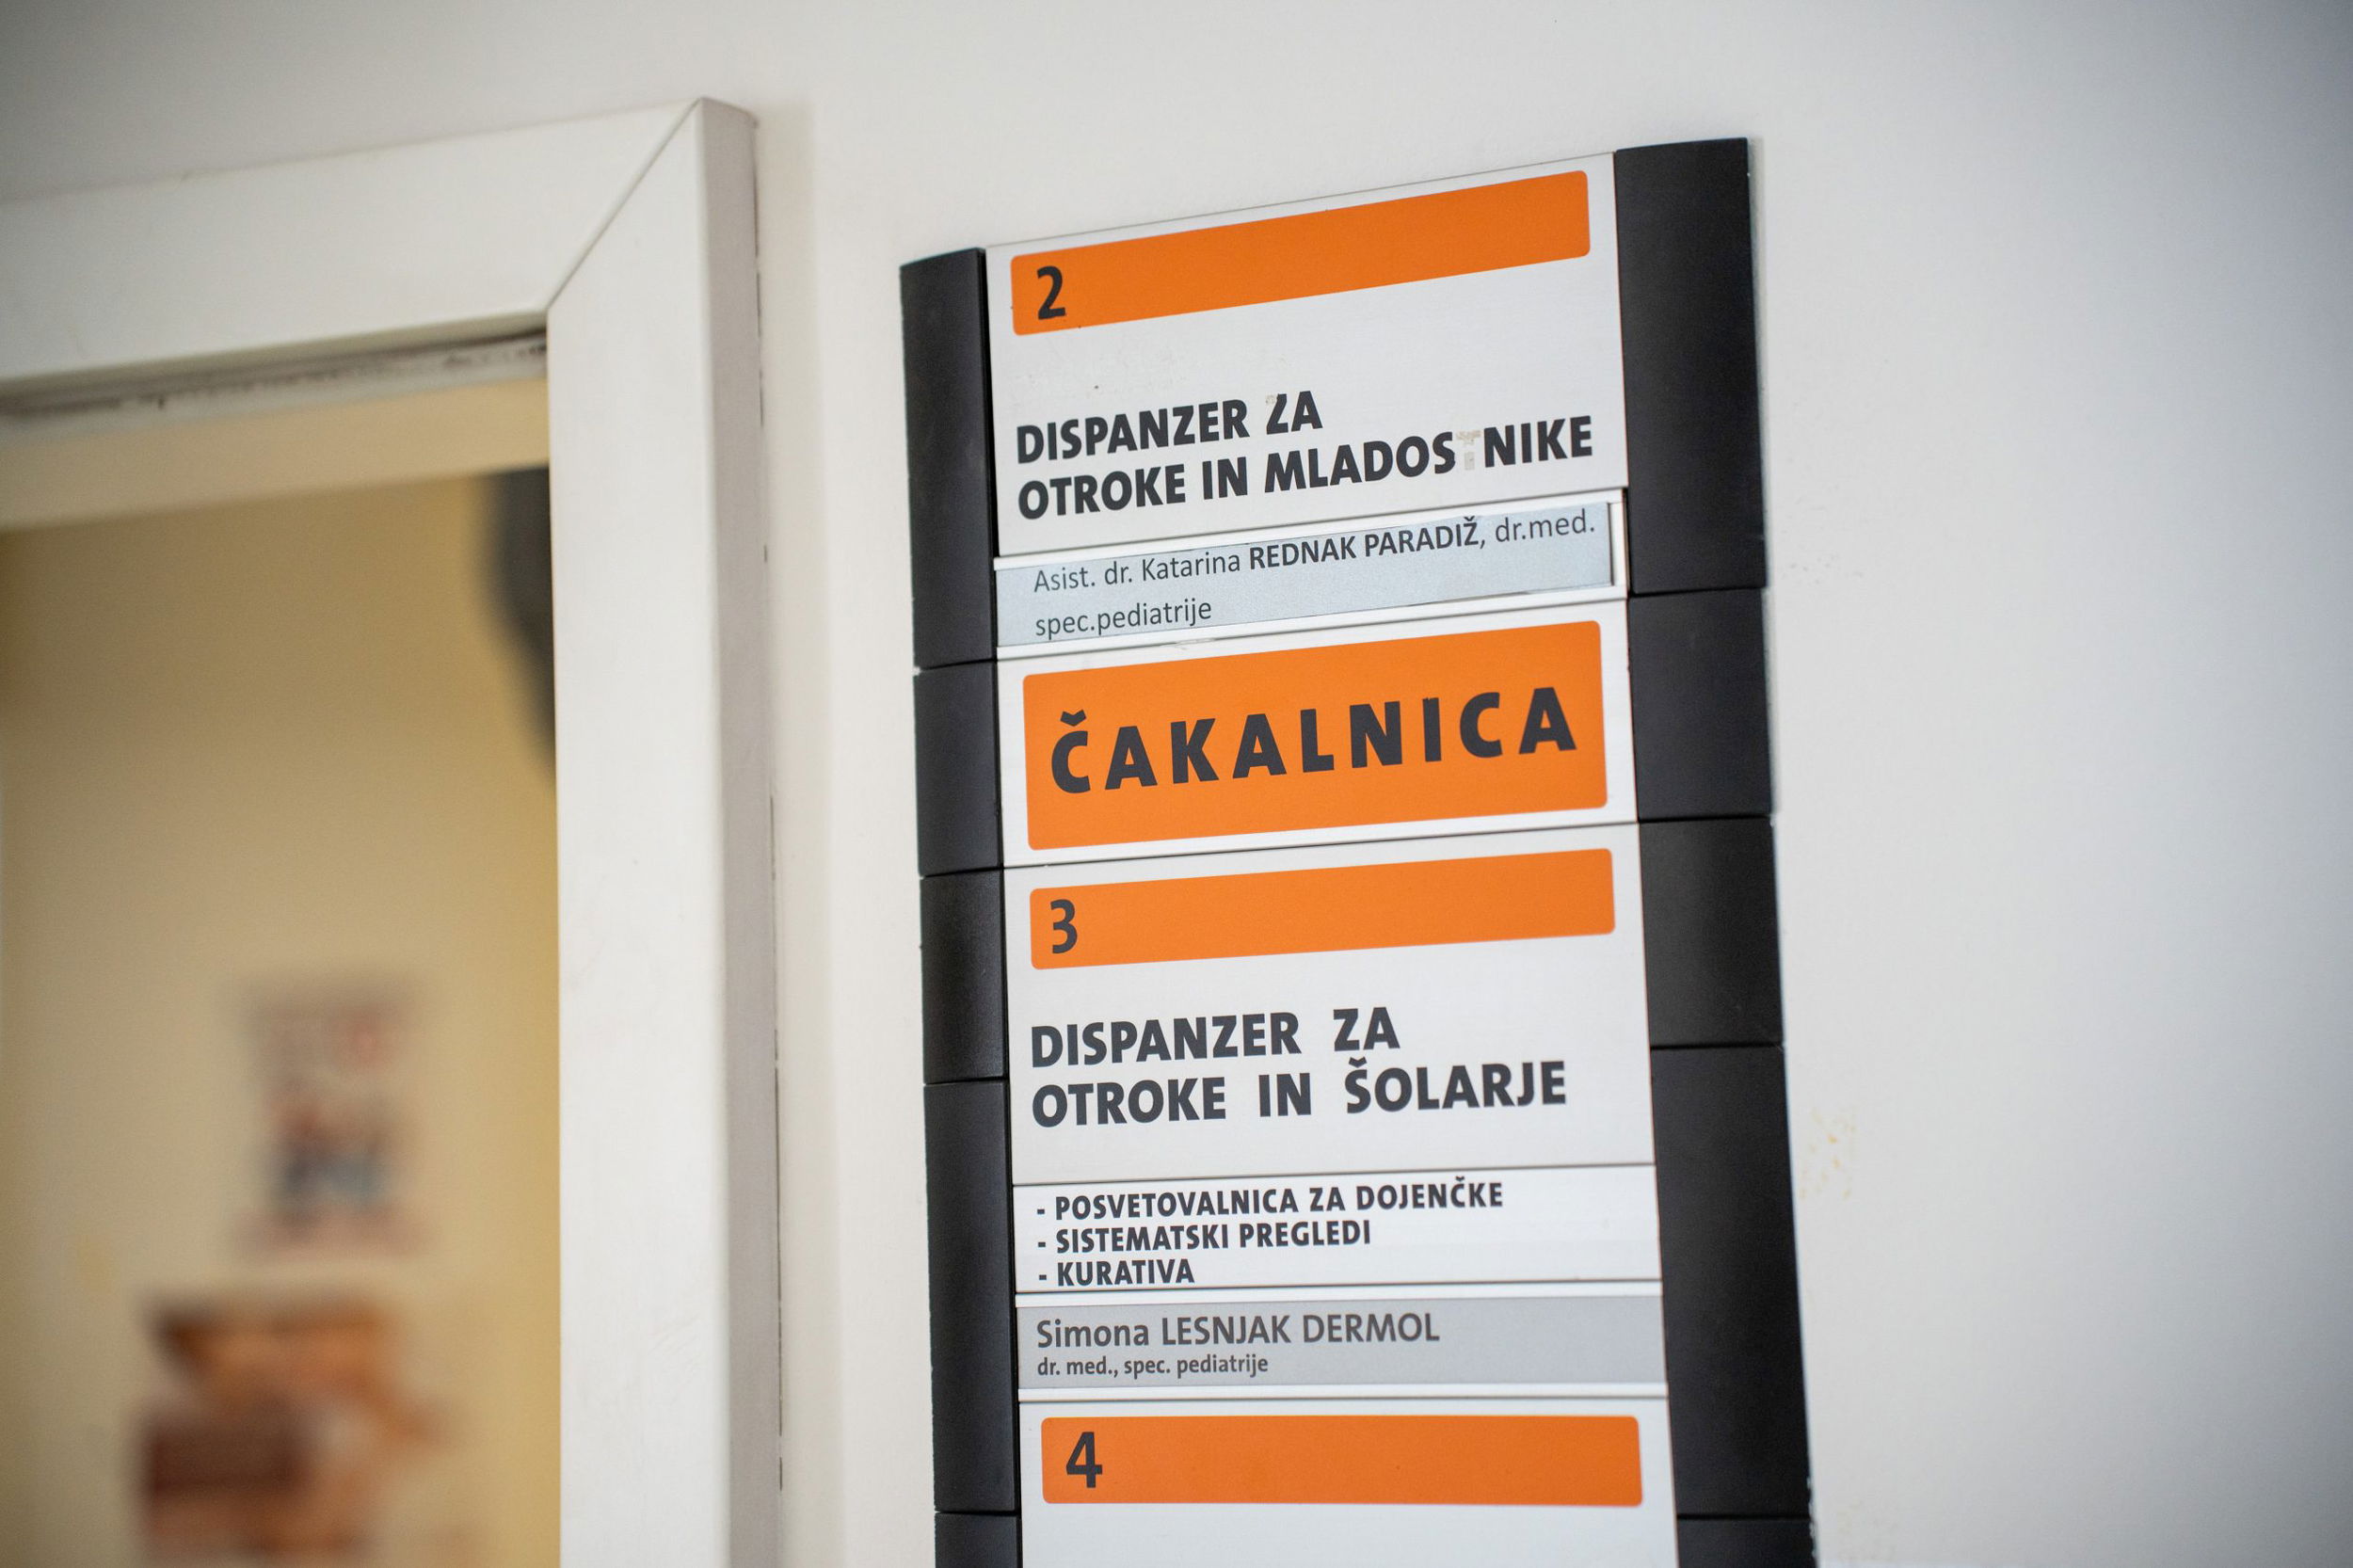 2
DISPANZER ZA
OTROKE IN MLADOSTNIKE
Asist. dr. Katarina REDNAK PARADIŽ, dr.med.
spec.pediatrije
ČAKALNICA
3
DISPANZER ZA
OTROKE IN ŠOLARJE
- POSVETOVALNICA ZA DOJENČKE
- SISTEMATSKI PREGLEDI
- KURATIVA
Simona LESNJAK DERMOL
dr. med., spec. pediatrije
4